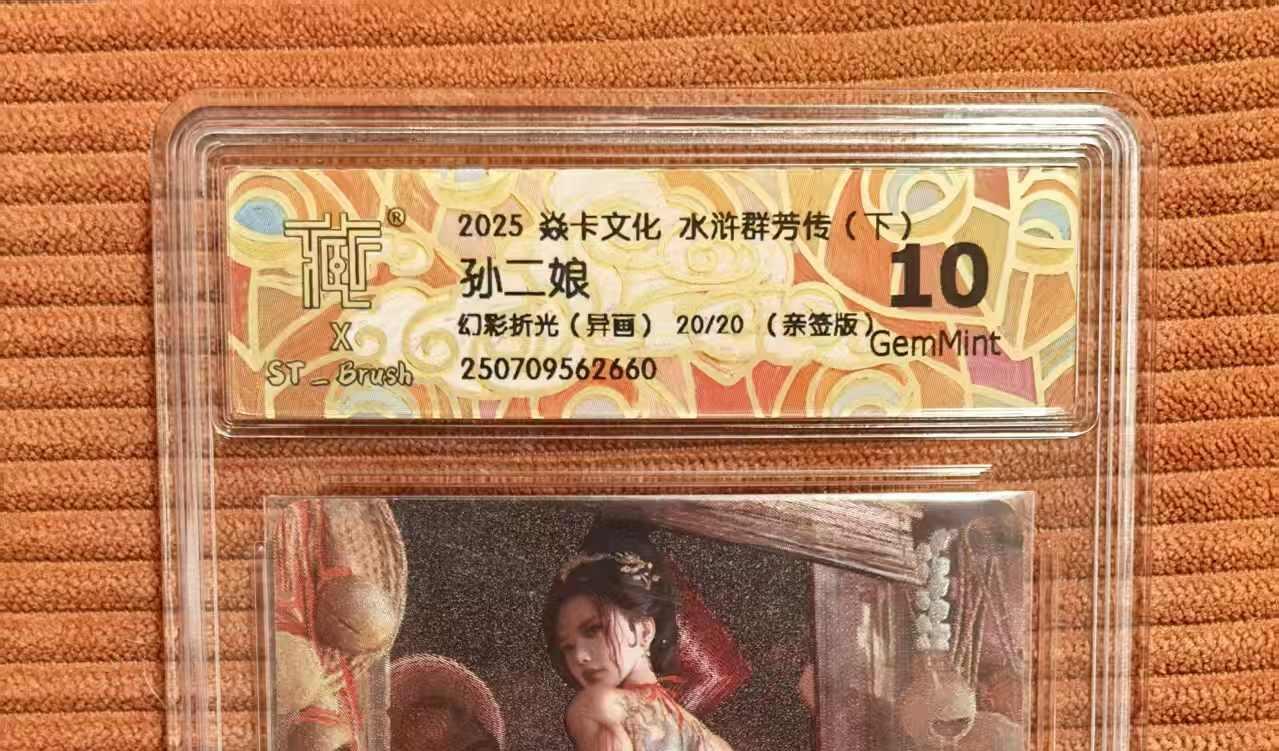 ®
X
ST_Brush
2025 焱卡文化 水浒群芳传（下）
孙二娘
幻彩折光（异画） 20/20 （亲签版）
250709562660
10
GemMint